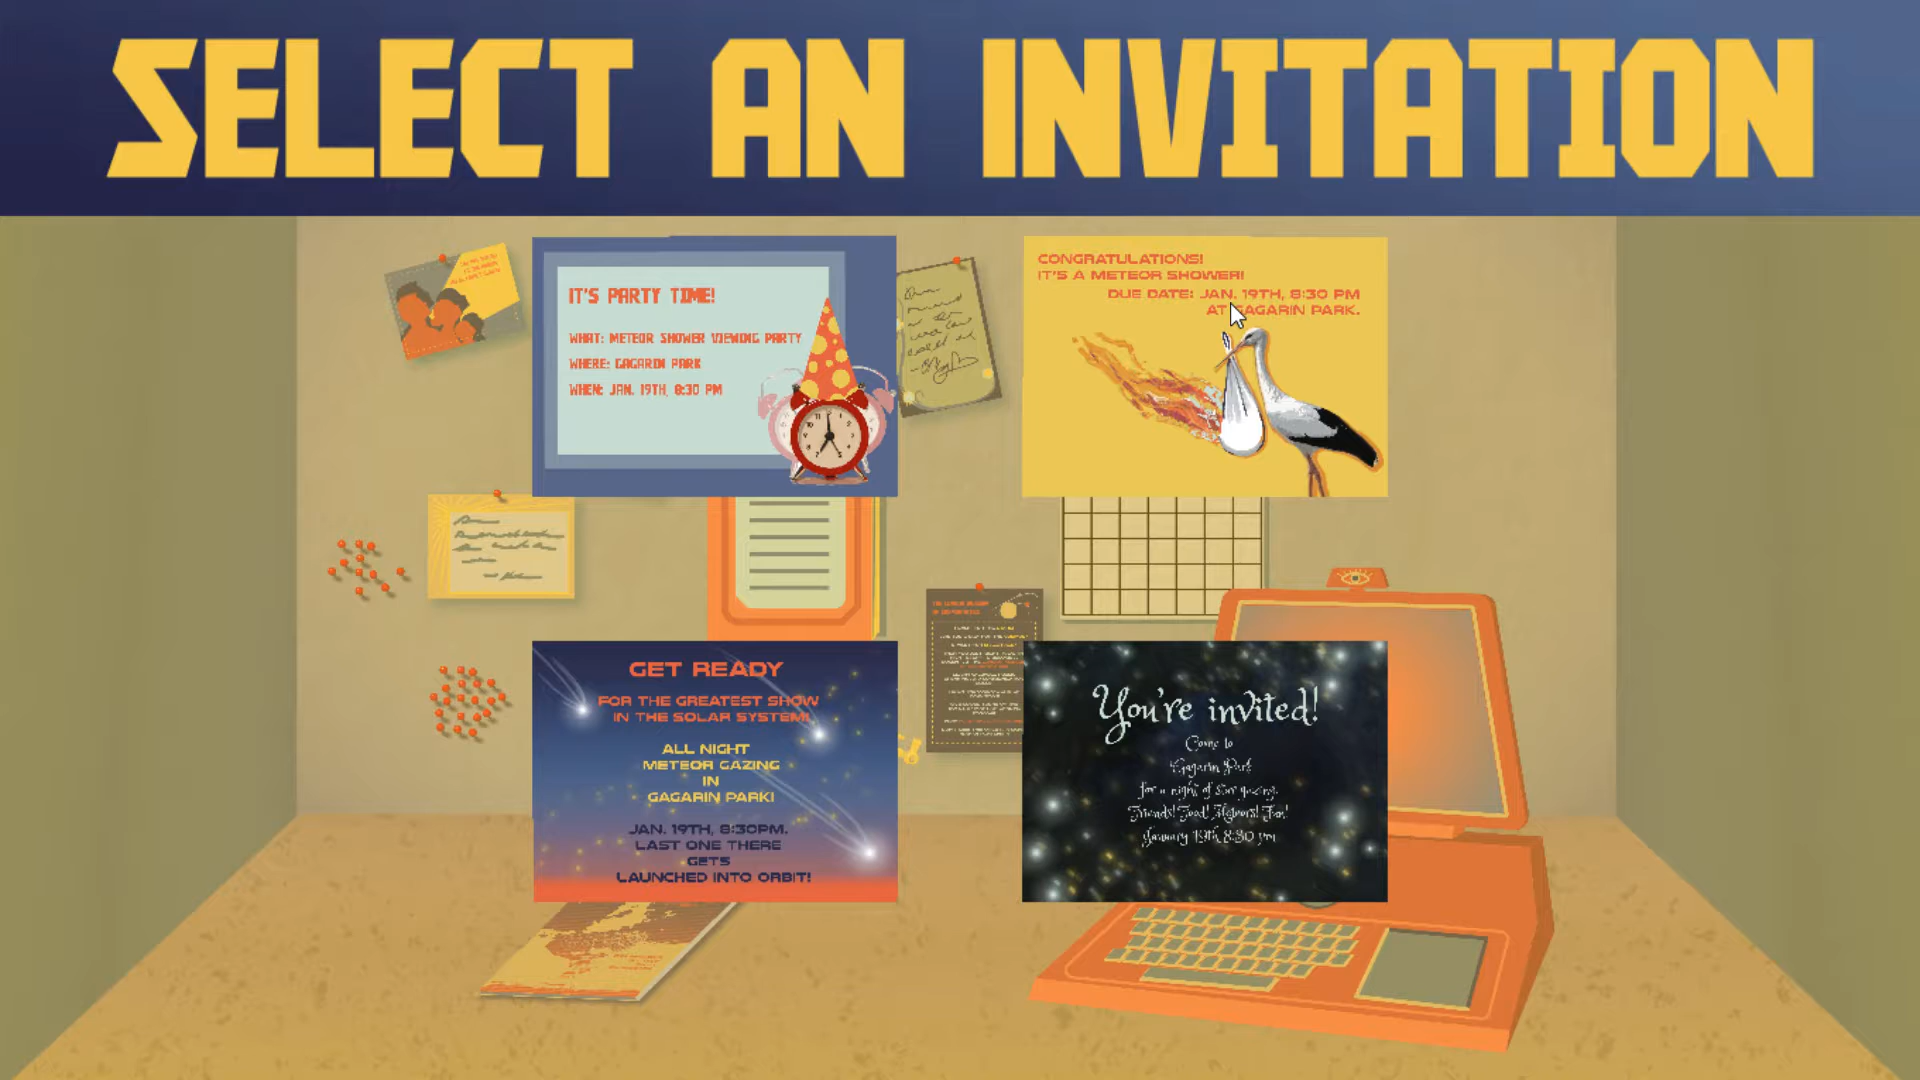 SELECT AN INVITATION
IT'S PARTY TIME!
WHAT: METEOR SHOWER VIEWING PARTY
WHERE: GAGARIN PARK
WHEN: JAN. 19TH, 8:30 PM
CONGRATULATIONS!
IT'S A METEOR SHOWER!
DUE DATE: JAN. 19TH, 8:30 PM
AT GAGARIN PARK.
GET READY
FOR THE GREATEST SHOW
IN THE SOLAR SYSTEM!
ALL NIGHT
METEOR GAZING
IN
GAGARIN PARK!
JAN. 19TH, 8:30PM.
LAST ONE THERE
GETS
LAUNCHED INTO ORBIT!
You're invited!
Come to
Gagarin Park
for a night of star gazing.
Friends! Food! Meteors! Fun!
January 19th 8:30 pm